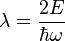 λ = 2E / ħω